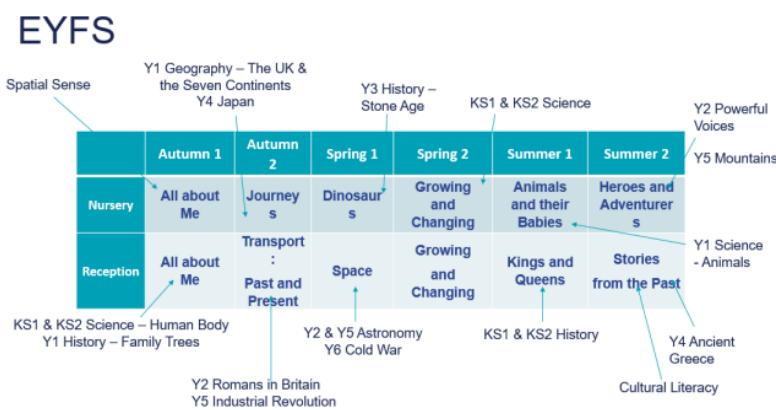 EYFS
Spatial Sense
Y1 Geography – The UK &
the Seven Continents
Y4 Japan
Y3 History –
Stone Age
KS1 & KS2 Science
Y2 Powerful
Voices
Y5 Mountains
Autumn 1
Autumn
2
Spring 1
Spring 2
Summer 1
Summer 2
Nursery
All about
Me
Journey
s
Dinosaur
s
Growing
and
Changing
Animals
and their
Babies
Heroes and
Adventurer
s
Reception
All about
Me
Transport
:
Past and
Present
Space
Growing
and
Changing
Kings and
Queens
Stories
from the Past
Y1 Science
- Animals
KS1 & KS2 Science – Human Body
Y1 History – Family Trees
Y2 & Y5 Astronomy
Y6 Cold War
KS1 & KS2 History
Y4 Ancient
Greece
Y2 Romans in Britain
Y5 Industrial Revolution
Cultural Literacy